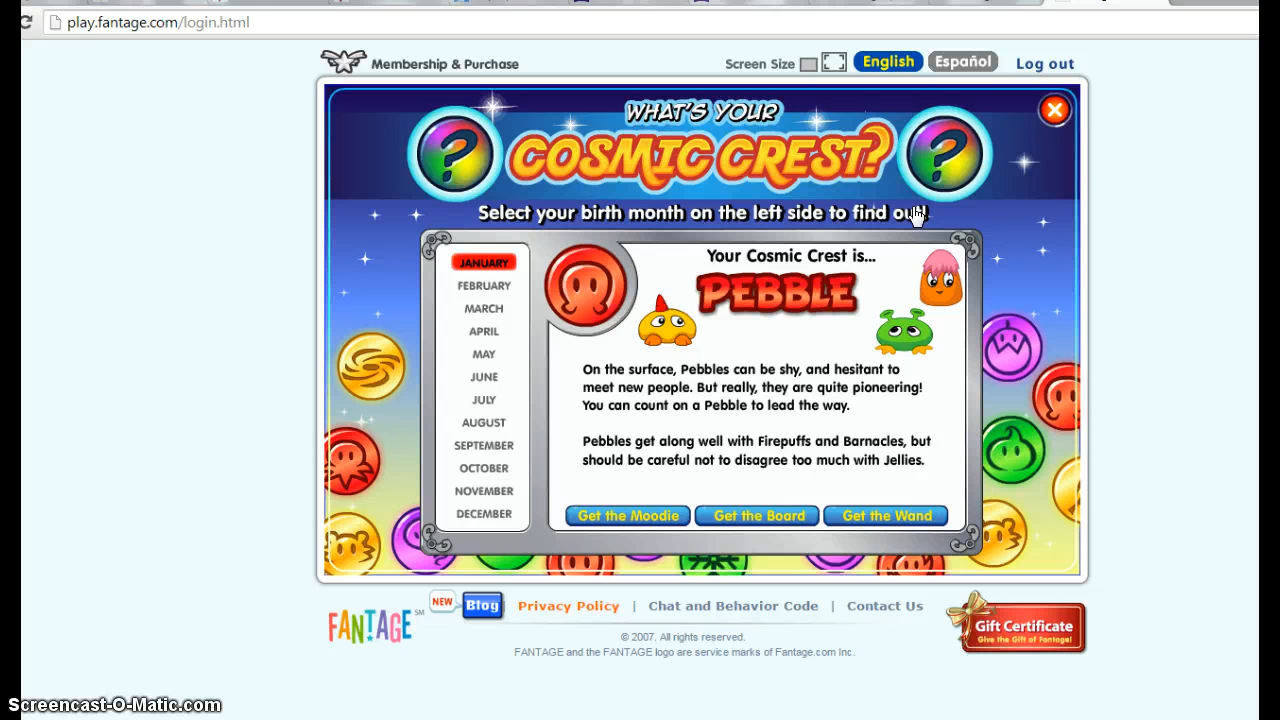 play.fantage.com/login.html
Membership & Purchase
Screen Size
English
Español
Log out
WHAT'S YOUR
COSMIC CREST?
Select your birth month on the left side to find out!
JANUARY
FEBRUARY
MARCH
APRIL
MAY
JUNE
JULY
AUGUST
SEPTEMBER
OCTOBER
NOVEMBER
DECEMBER
Your Cosmic Crest is...
PEBBLE
On the surface, Pebbles can be shy, and hesitant to
meet new people. But really, they are quite pioneering!
You can count on a Pebble to lead the way.
Pebbles get along well with Firepuffs and Barnacles, but
should be careful not to disagree too much with Jellies.
Get the Moodie
Get the Board
Get the Wand
FANTAGE SM
NEW
Blog
Privacy Policy | Chat and Behavior Code | Contact Us
© 2007. All rights reserved.
FANTAGE and the FANTAGE logo are service marks of Fantage.com Inc.
Gift Certificate
Give the Gift of Fantage!
Screencast-O-Matic.com